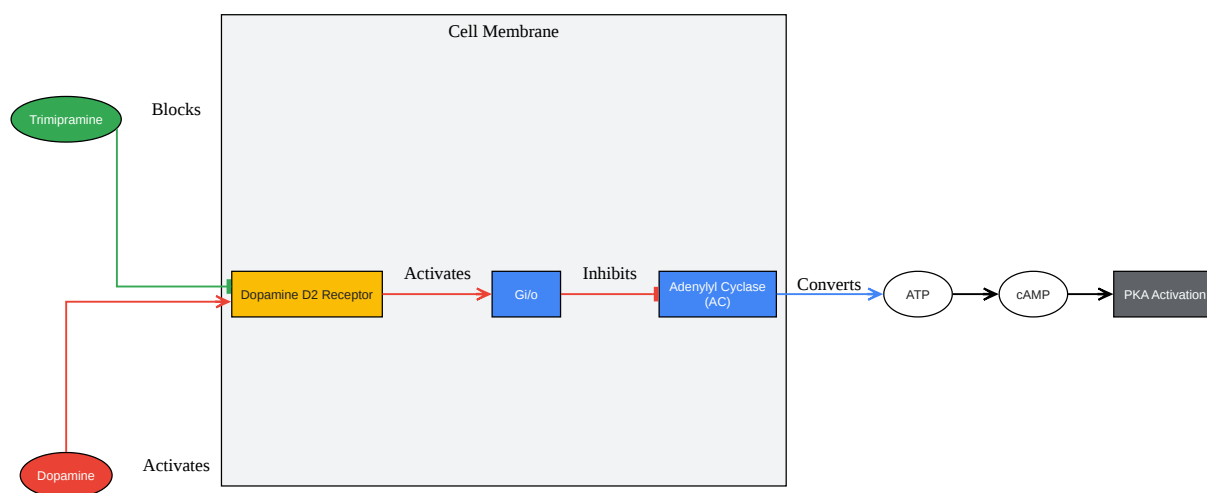 Cell Membrane
Trimipramine
Blocks
Activates
Inhibits
Dopamine D2 Receptor
Gi/o
Adenylyl Cyclase
(AC)
Converts
ATP
cAMP
PKA Activation
Dopamine
Activates